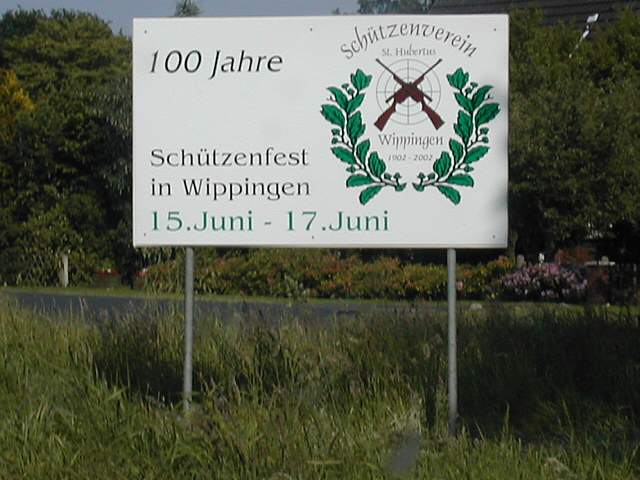 100 Jahre
Schützenverein
St. Hubertus
Wippingen
1902 - 2002
Schützenfest
in Wippingen
15.Juni - 17.Juni